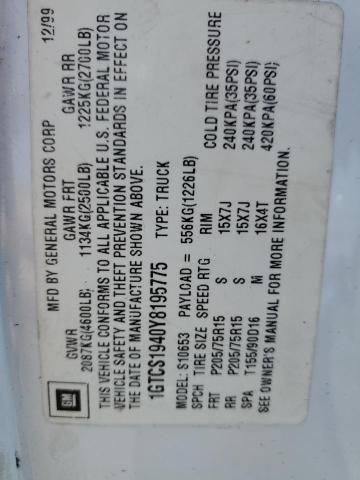 MFD BY GENERAL MOTORS CORP 12/99
GVWR GAWR FRT GAWR RR
2087KG(4600LB) 1134KG(2500LB) 1225KG(2700LB)
THIS VEHICLE CONFORMS TO ALL APPLICABLE U.S. FEDERAL MOTOR
VEHICLE SAFETY AND THEFT PREVENTION STANDARDS IN EFFECT ON
THE DATE OF MANUFACTURE SHOWN ABOVE.
1GTCS1940Y8195775 TYPE: TRUCK
MODEL: S10653 PAYLOAD = 556KG(1226LB)
SPCH TIRE SIZE SPEED RTG RIM COLD TIRE PRESSURE
FRT P205/75R15 S 15X7J 240KPA(35PSI)
RR P205/75R15 S 15X7J 240KPA(35PSI)
SPA T155/90D16 M 16X4T 420KPA(60PSI)
SEE OWNER'S MANUAL FOR MORE INFORMATION.
GM